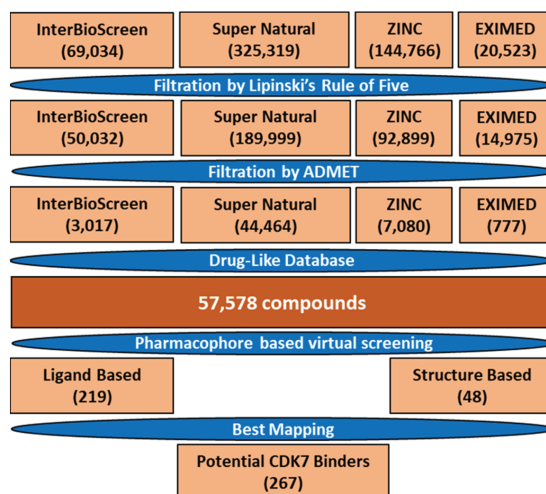 InterBioScreen Super Natural ZINC EXIMED
(69,034) (325,319) (144,766) (20,523)
Filtration by Lipinski's Rule of Five
InterBioScreen Super Natural ZINC EXIMED
(50,032) (189,999) (92,899) (14,975)
Filtration by ADMET
InterBioScreen Super Natural ZINC EXIMED
(3,017) (44,464) (7,080) (777)
Drug-Like Database
57,578 compounds
Pharmacophore based virtual screening
Ligand Based Structure Based
(219) (48)
Best Mapping
Potential CDK7 Binders
(267)